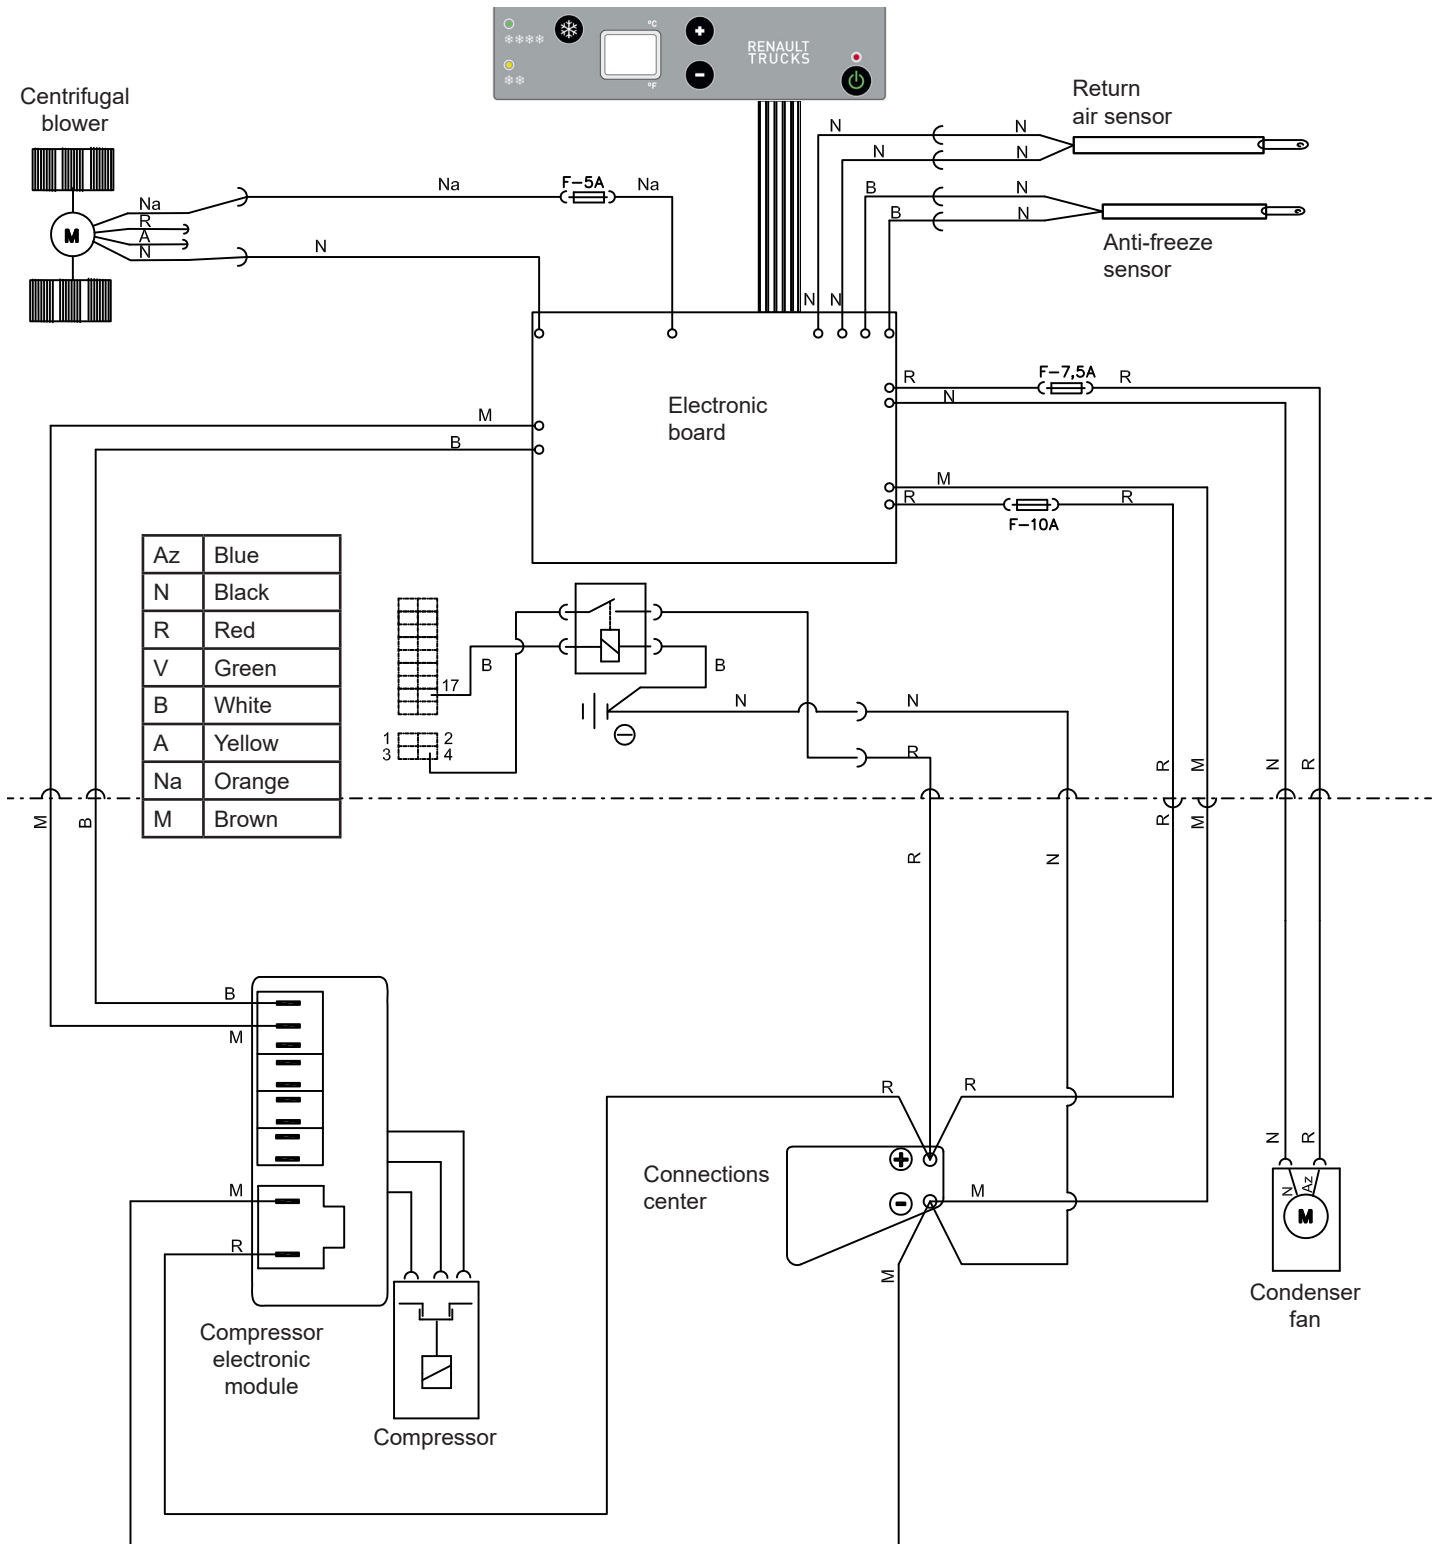 °C
❄❄❄❄
❄❄
°F
+
-
RENAULT
TRUCKS
Centrifugal
blower
M
Na
R
A
N
Na
F-5A
Na
N
Return
air sensor
N
N
N
N
B
N
B
N
Anti-freeze
sensor
N
N
Electronic
board
R
F-7,5A
R
N
M
R
F-10A
R
M
B
Az Blue
N Black
R Red
V Green
B White
A Yellow
Na Orange
M Brown
17
B
B
1 2
3 4
N
N
R
R
M
N
R
M
B
R
M
R
N
B
M
M
R
R
R
Connections
center
+
-
M
M
N
R
N
Az
M
Condenser
fan
Compressor
electronic
module
Compressor